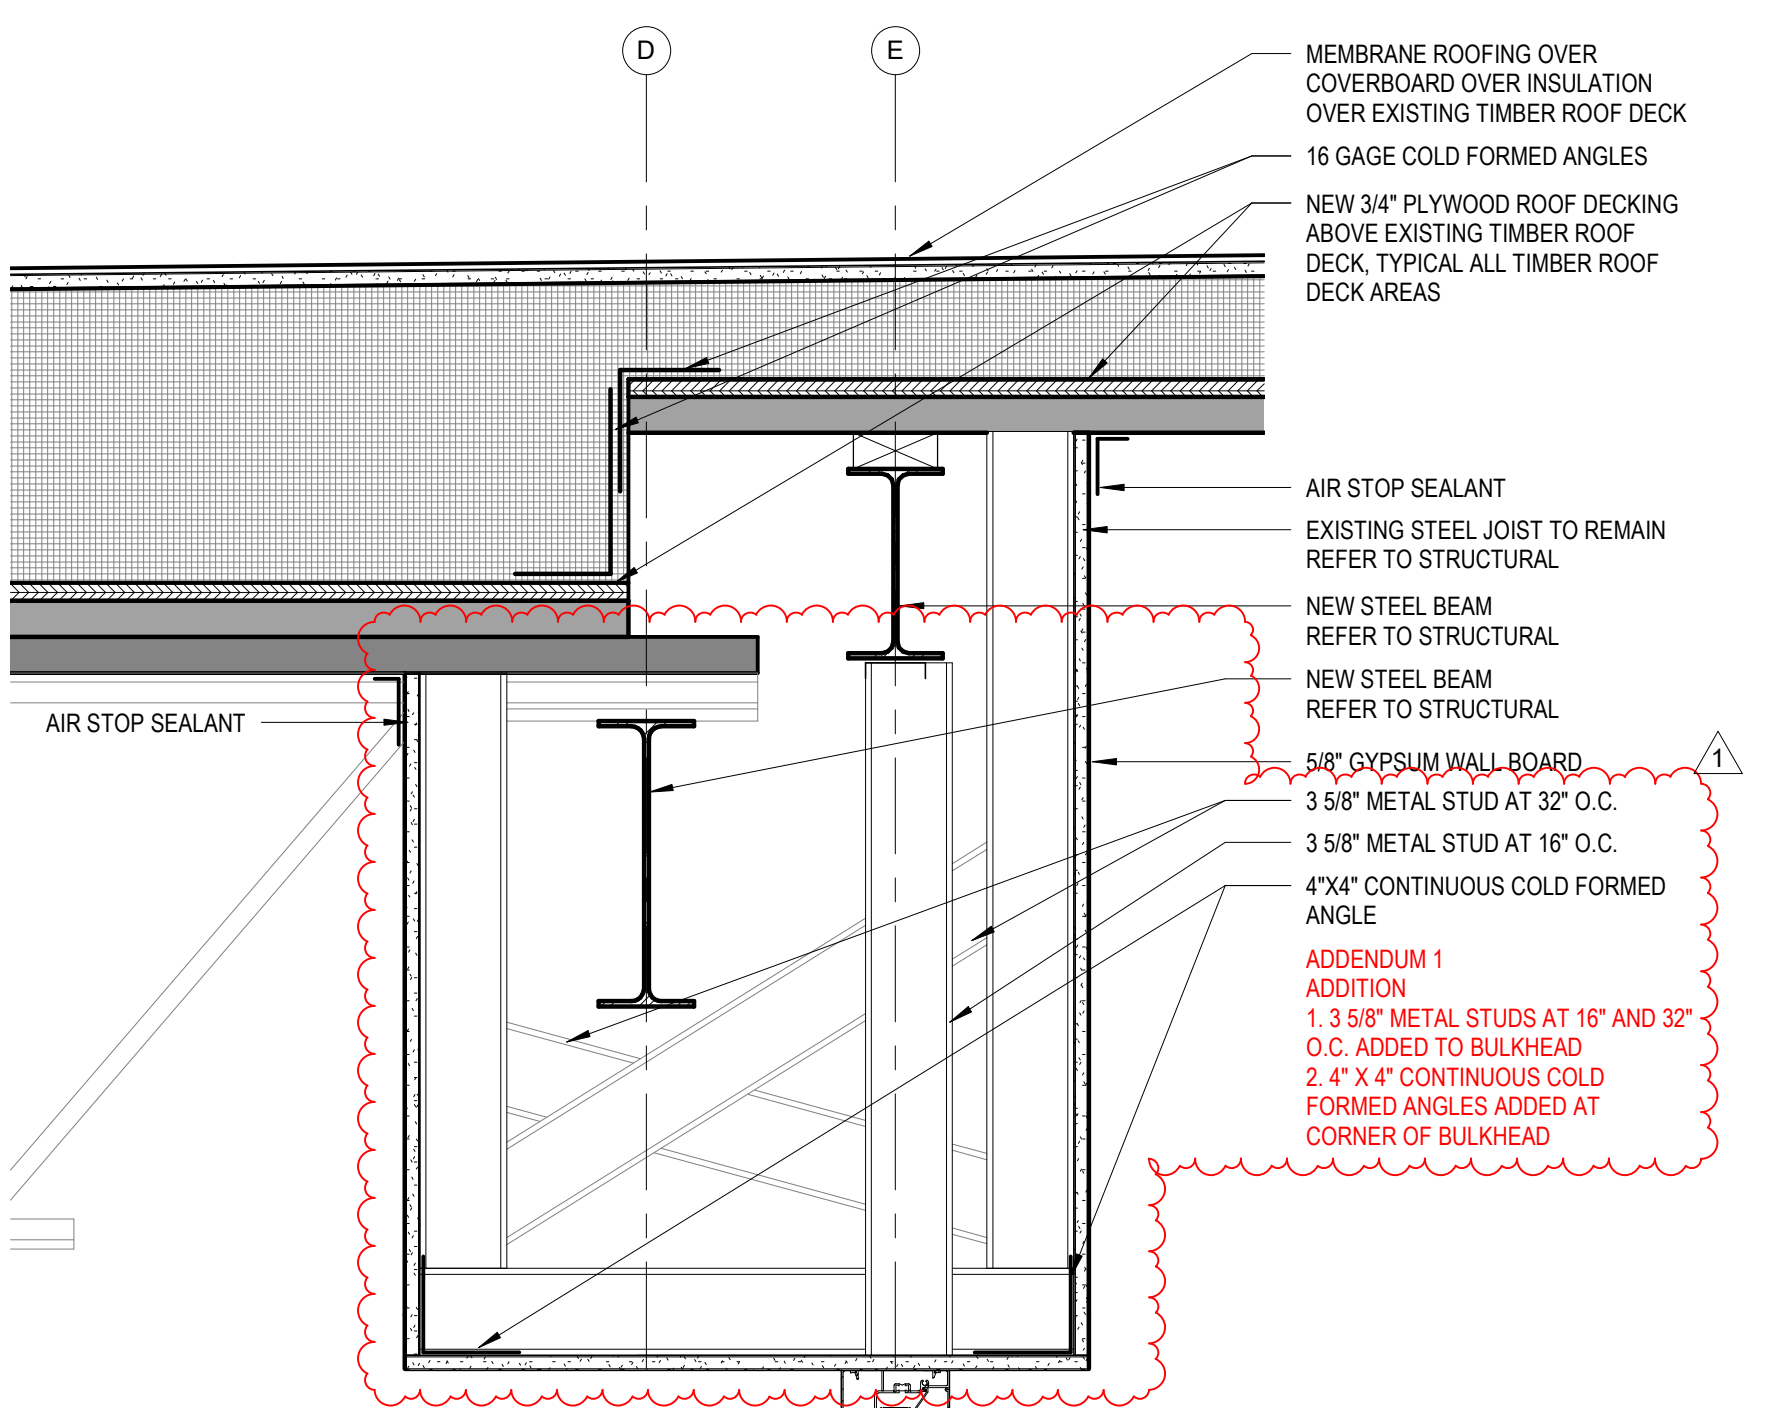 D
E
MEMBRANE ROOFING OVER
COVERBOARD OVER INSULATION
OVER EXISTING TIMBER ROOF DECK
16 GAGE COLD FORMED ANGLES
NEW 3/4" PLYWOOD ROOF DECKING
ABOVE EXISTING TIMBER ROOF
DECK, TYPICAL ALL TIMBER ROOF
DECK AREAS
AIR STOP SEALANT
EXISTING STEEL JOIST TO REMAIN
REFER TO STRUCTURAL
NEW STEEL BEAM
REFER TO STRUCTURAL
NEW STEEL BEAM
REFER TO STRUCTURAL
AIR STOP SEALANT
5/8" GYPSUM WALL BOARD
1
3 5/8" METAL STUD AT 32" O.C.
3 5/8" METAL STUD AT 16" O.C.
4"X4" CONTINUOUS COLD FORMED
ANGLE
ADDENDUM 1
ADDITION
1. 3 5/8" METAL STUDS AT 16" AND 32"
O.C. ADDED TO BULKHEAD
2. 4" X 4" CONTINUOUS COLD
FORMED ANGLES ADDED AT
CORNER OF BULKHEAD